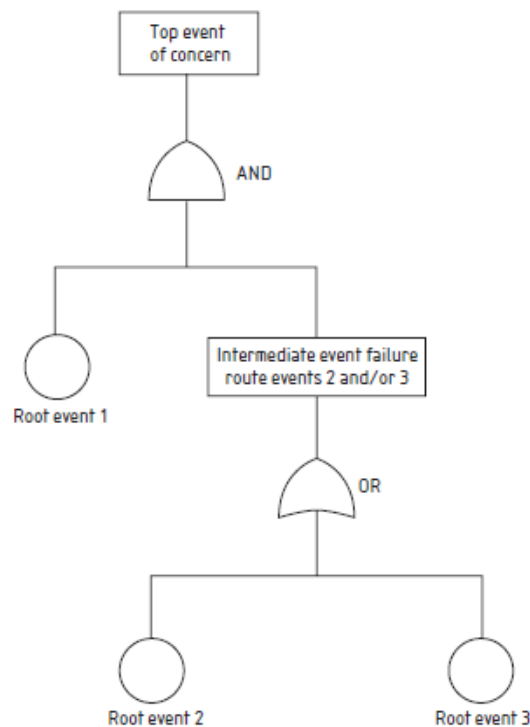 Top event
of concern
AND
Intermediate event failure
route events 2 and/or 3
Root event 1
OR
Root event 2
Root event 3